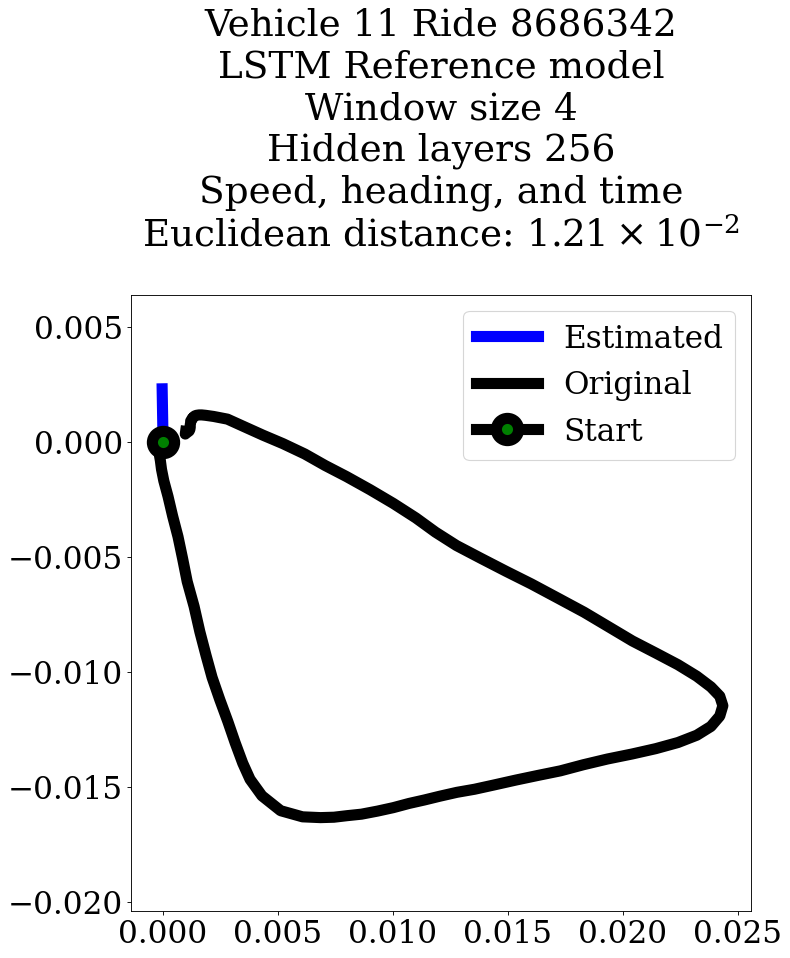 Vehicle 11 Ride 8686342
LSTM Reference model
Window size 4
Hidden layers 256
Speed, heading, and time
Euclidean distance: 1.21 × 10⁻²
Estimated
Original
Start
0.005
0.000
−0.005
−0.010
−0.015
−0.020
0.000 0.005 0.010 0.015 0.020 0.025